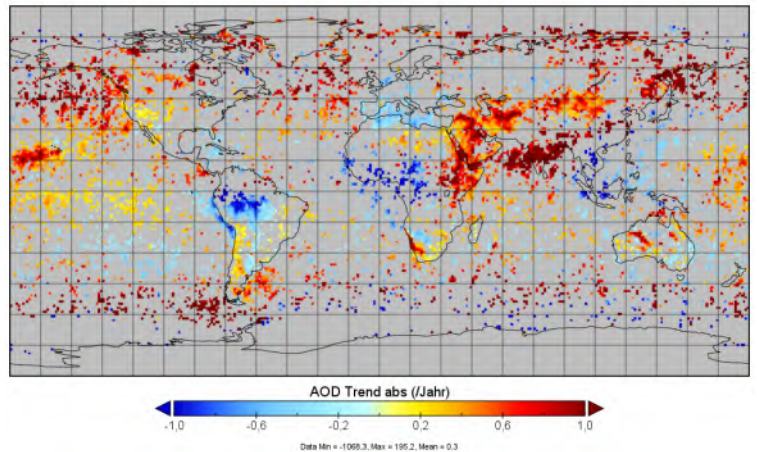 AOD Trend abs (/Jahr)
-1,0 -0,6 -0,2 0,2 0,6 1,0
Data Min = -1068,3, Max = 195,2, Mean = 0,3